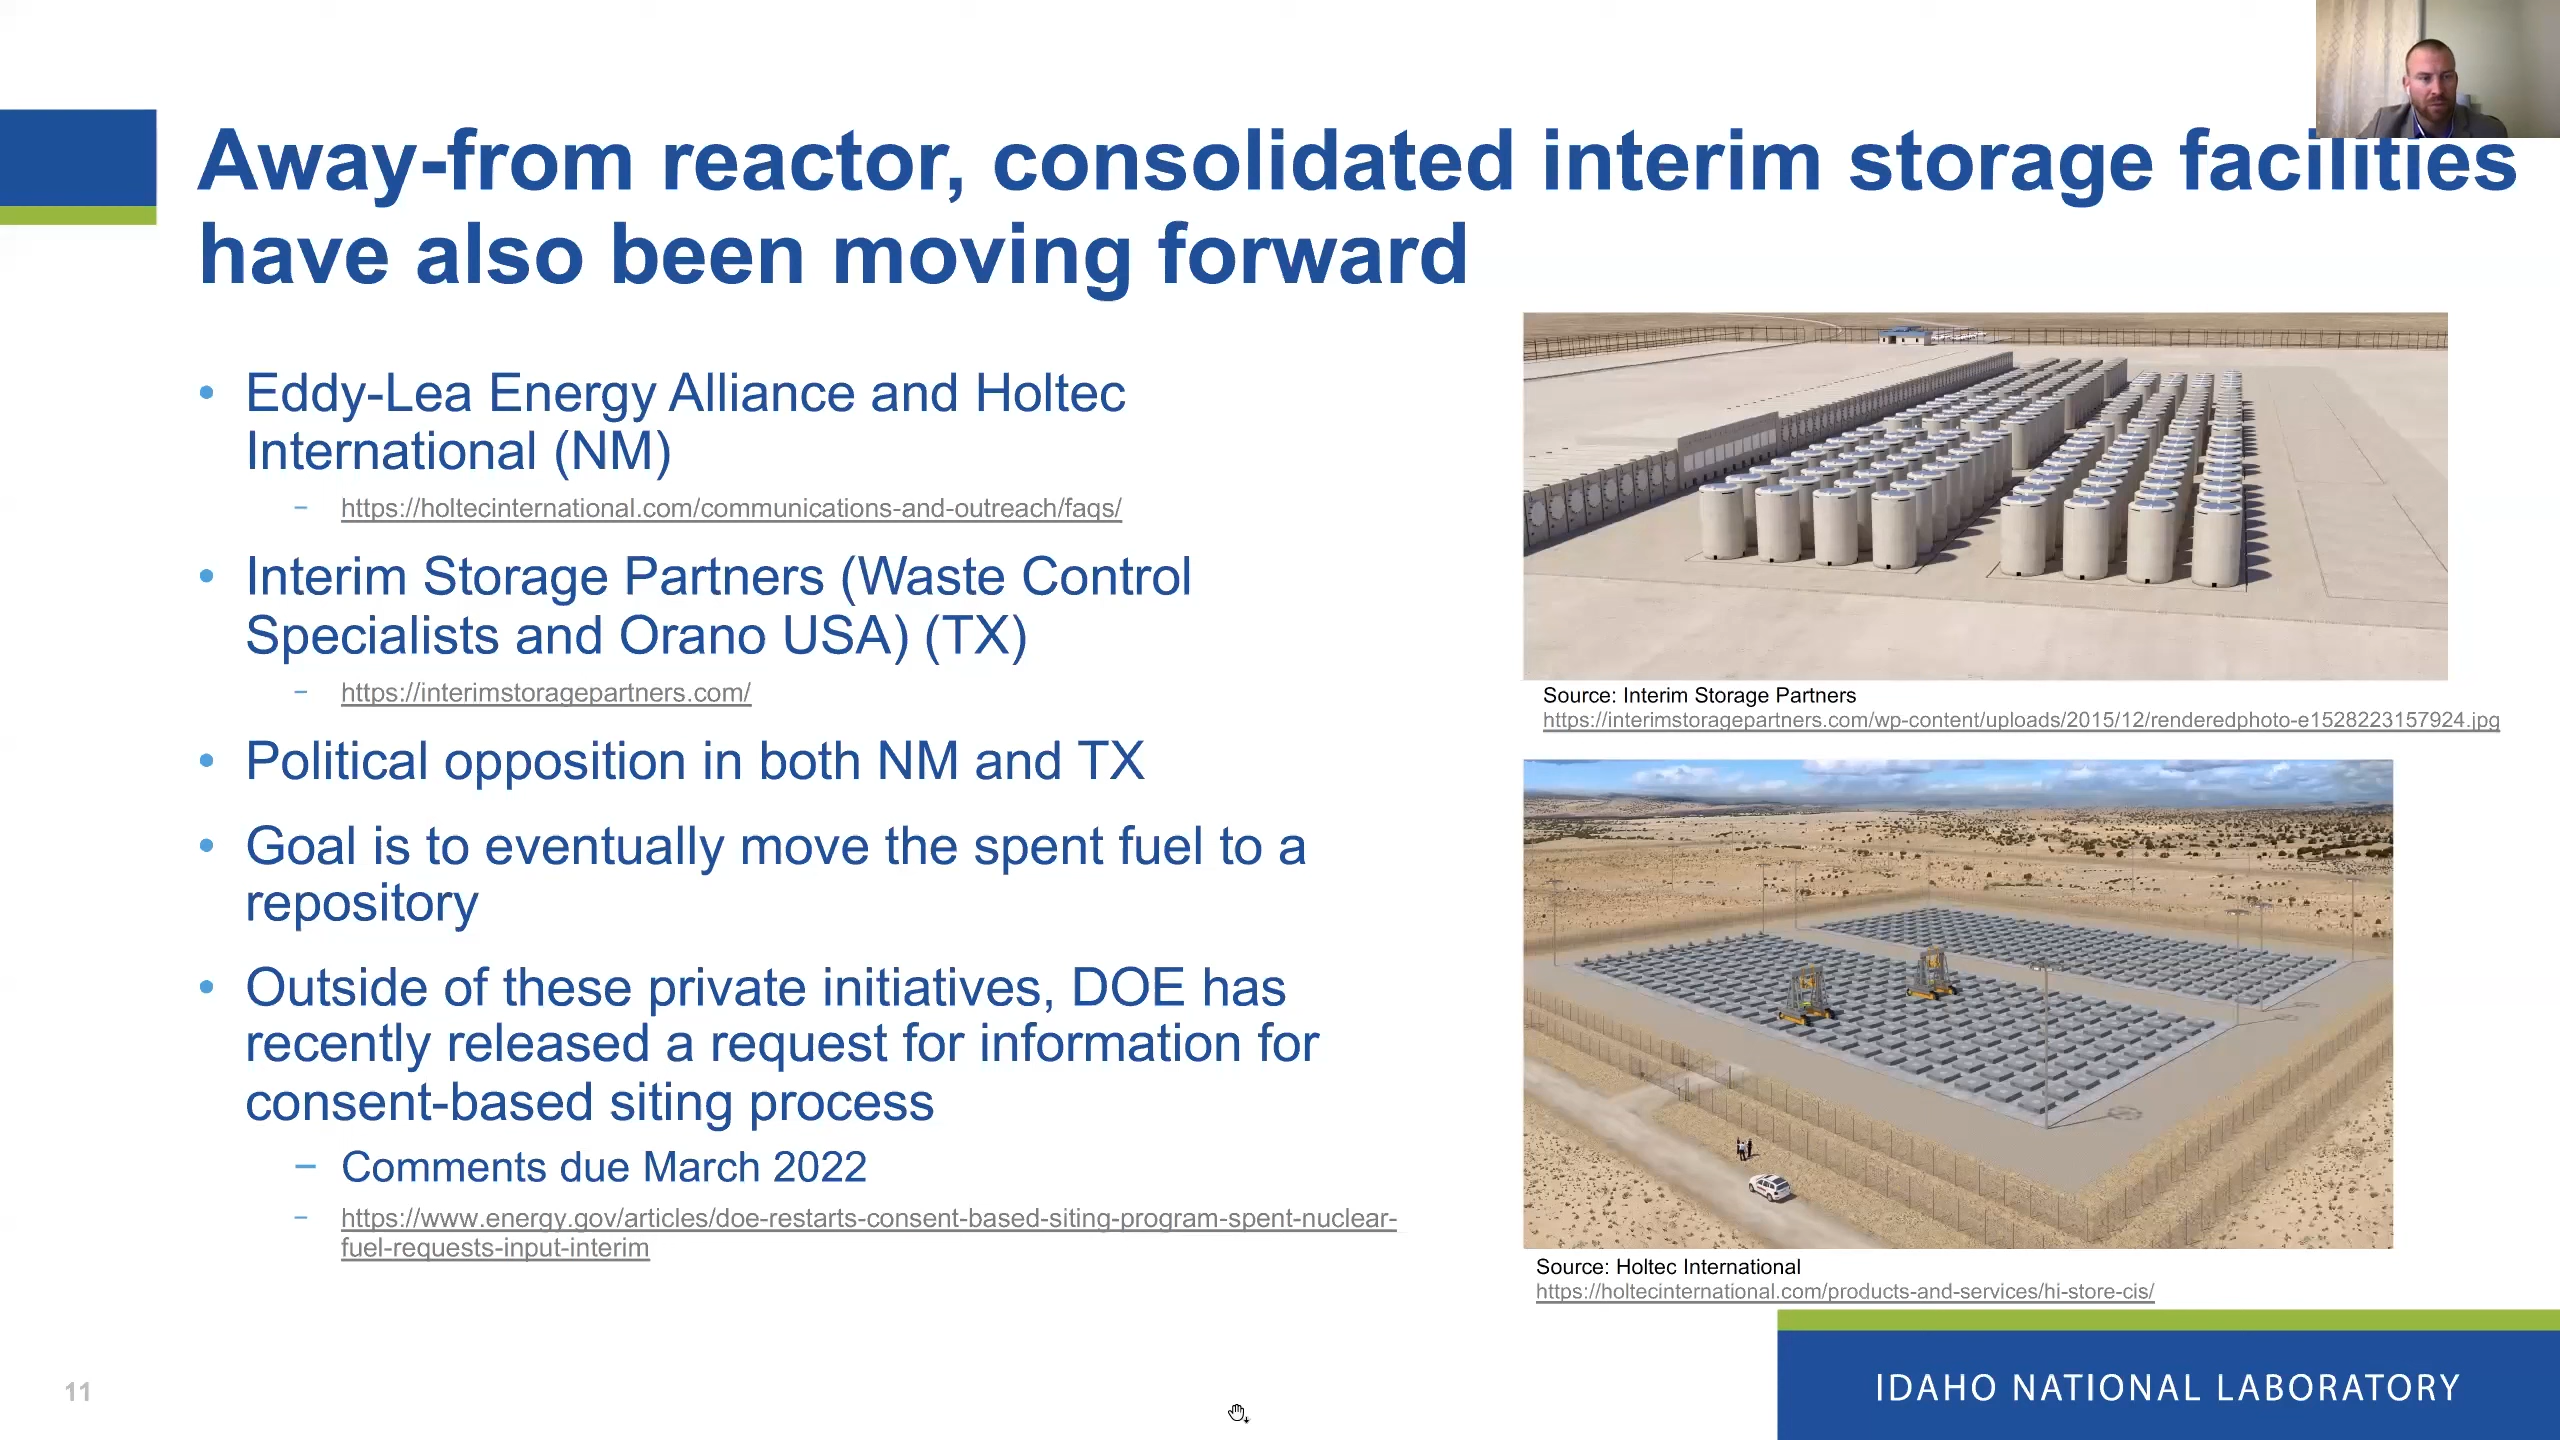 Away-from reactor, consolidated interim storage facilities
have also been moving forward
• Eddy-Lea Energy Alliance and Holtec
International (NM)
− https://holtecinternational.com/communications-and-outreach/faqs/
• Interim Storage Partners (Waste Control
Specialists and Orano USA) (TX)
− https://interimstoragepartners.com/
• Political opposition in both NM and TX
• Goal is to eventually move the spent fuel to a
repository
• Outside of these private initiatives, DOE has
recently released a request for information for
consent-based siting process
− Comments due March 2022
− https://www.energy.gov/articles/doe-restarts-consent-based-siting-program-spent-nuclear-
fuel-requests-input-interim
Source: Interim Storage Partners
https://interimstoragepartners.com/wp-content/uploads/2015/12/renderedphoto-e1528223157924.jpg
Source: Holtec International
https://holtecinternational.com/products-and-services/hi-store-cis/
11
IDAHO NATIONAL LABORATORY